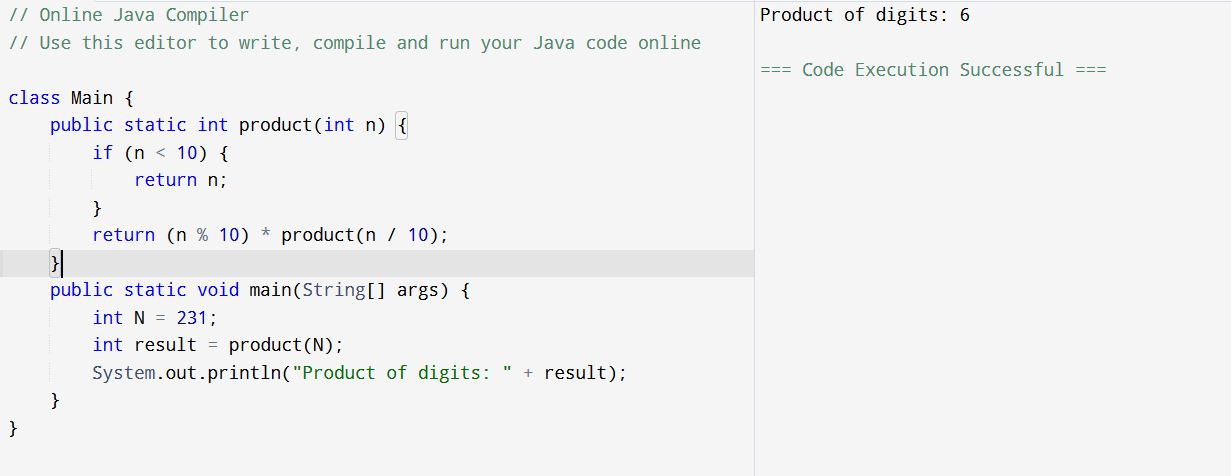 // Online Java Compiler
// Use this editor to write, compile and run your Java code online

class Main {
    public static int product(int n) {
        if (n < 10) {
            return n;
        }
        return (n % 10) * product(n / 10);
    }
    public static void main(String[] args) {
        int N = 231;
        int result = product(N);
        System.out.println("Product of digits: " + result);
    }
}
Product of digits: 6

=== Code Execution Successful ===